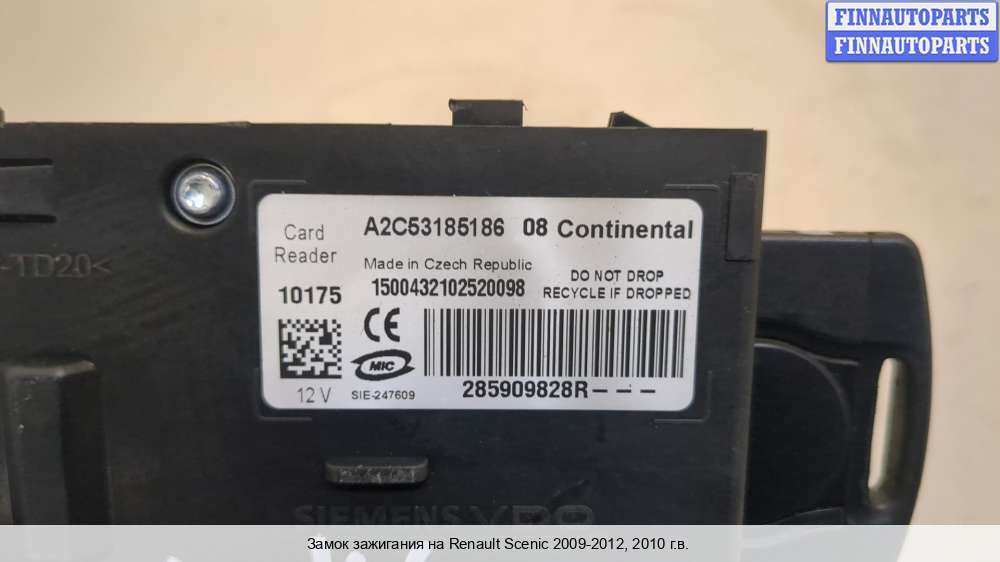 FINNAUTOPARTS
FINNAUTOPARTS
Card
Reader
A2C53185186 08 Continental
Made in Czech Republic
DO NOT DROP
10175
1500432102520098
RECYCLE IF DROPPED
-TD20<
CE
MIC
12 V
SIE-247609
285909828R– – –
SIEMENS VDO
Замок зажигания на Renault Scenic 2009-2012, 2010 г.в.